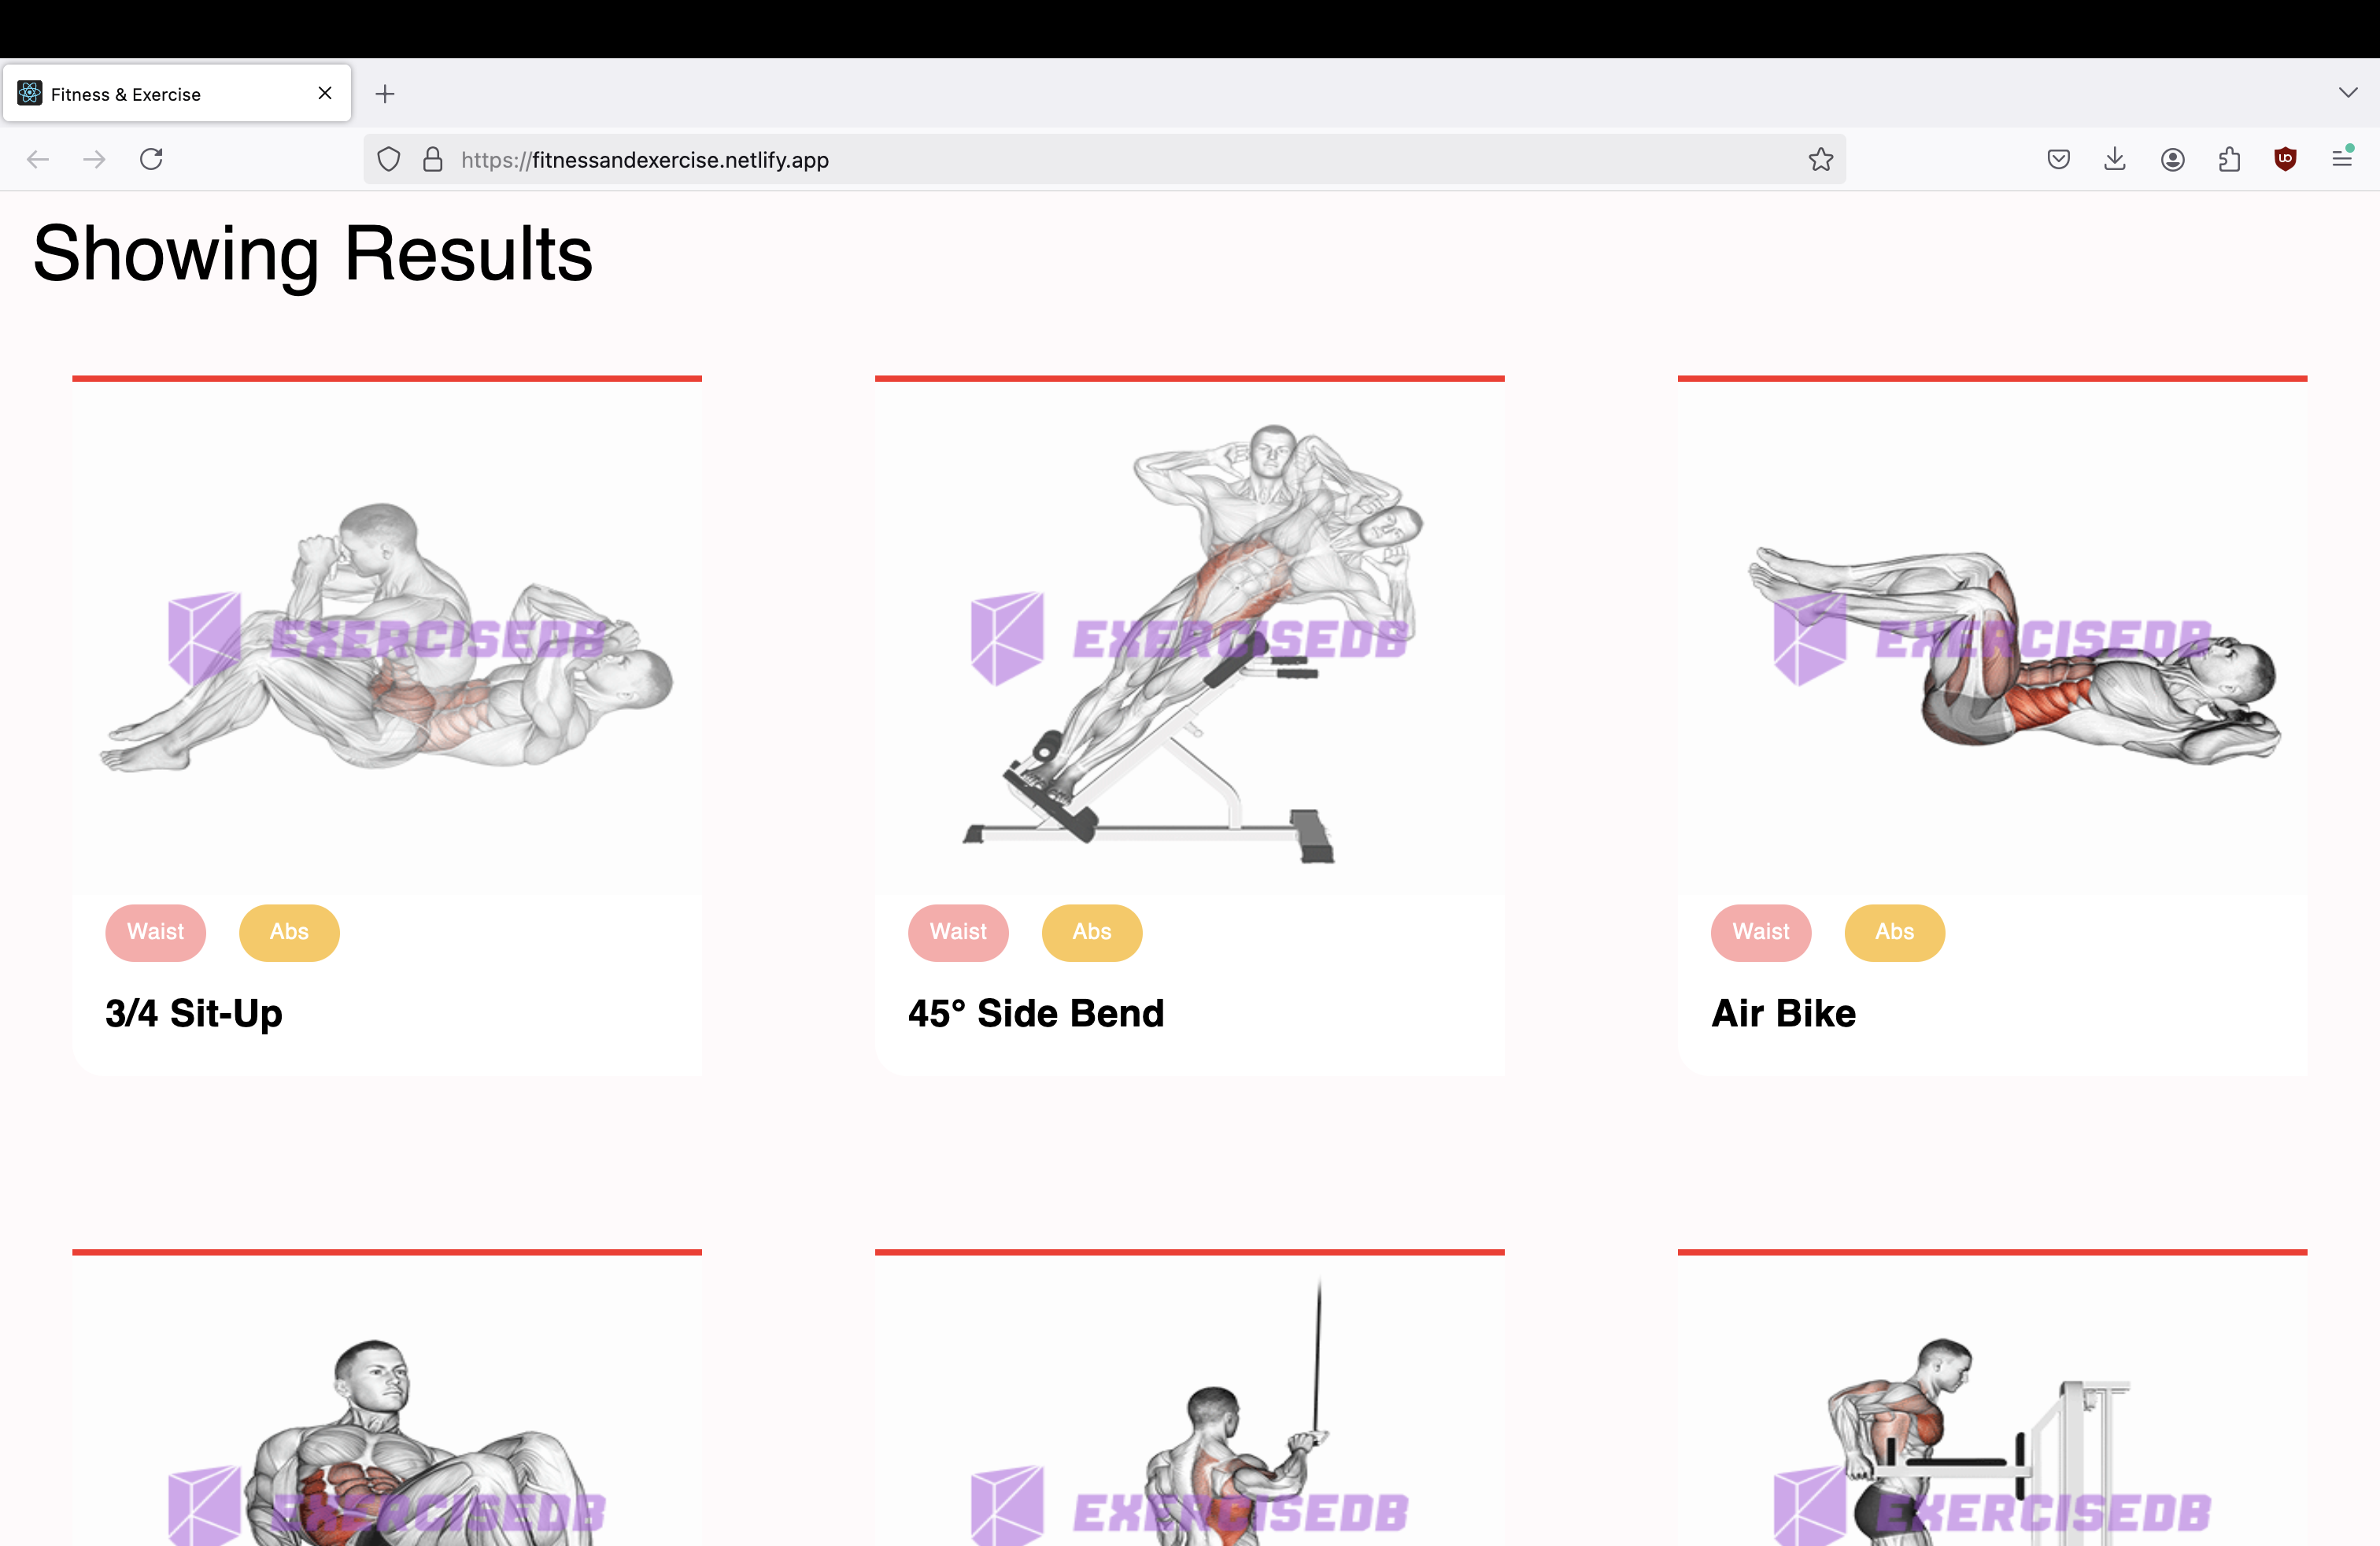 Fitness & Exercise
https://fitnessandexercise.netlify.app
Showing Results
EXERCISEDB
EXERCISEDB
EXERCISEDB
Waist Abs
Waist Abs
Waist Abs
3/4 Sit-Up
45° Side Bend
Air Bike
EXERCISEDB
EXERCISEDB
EXERCISEDB